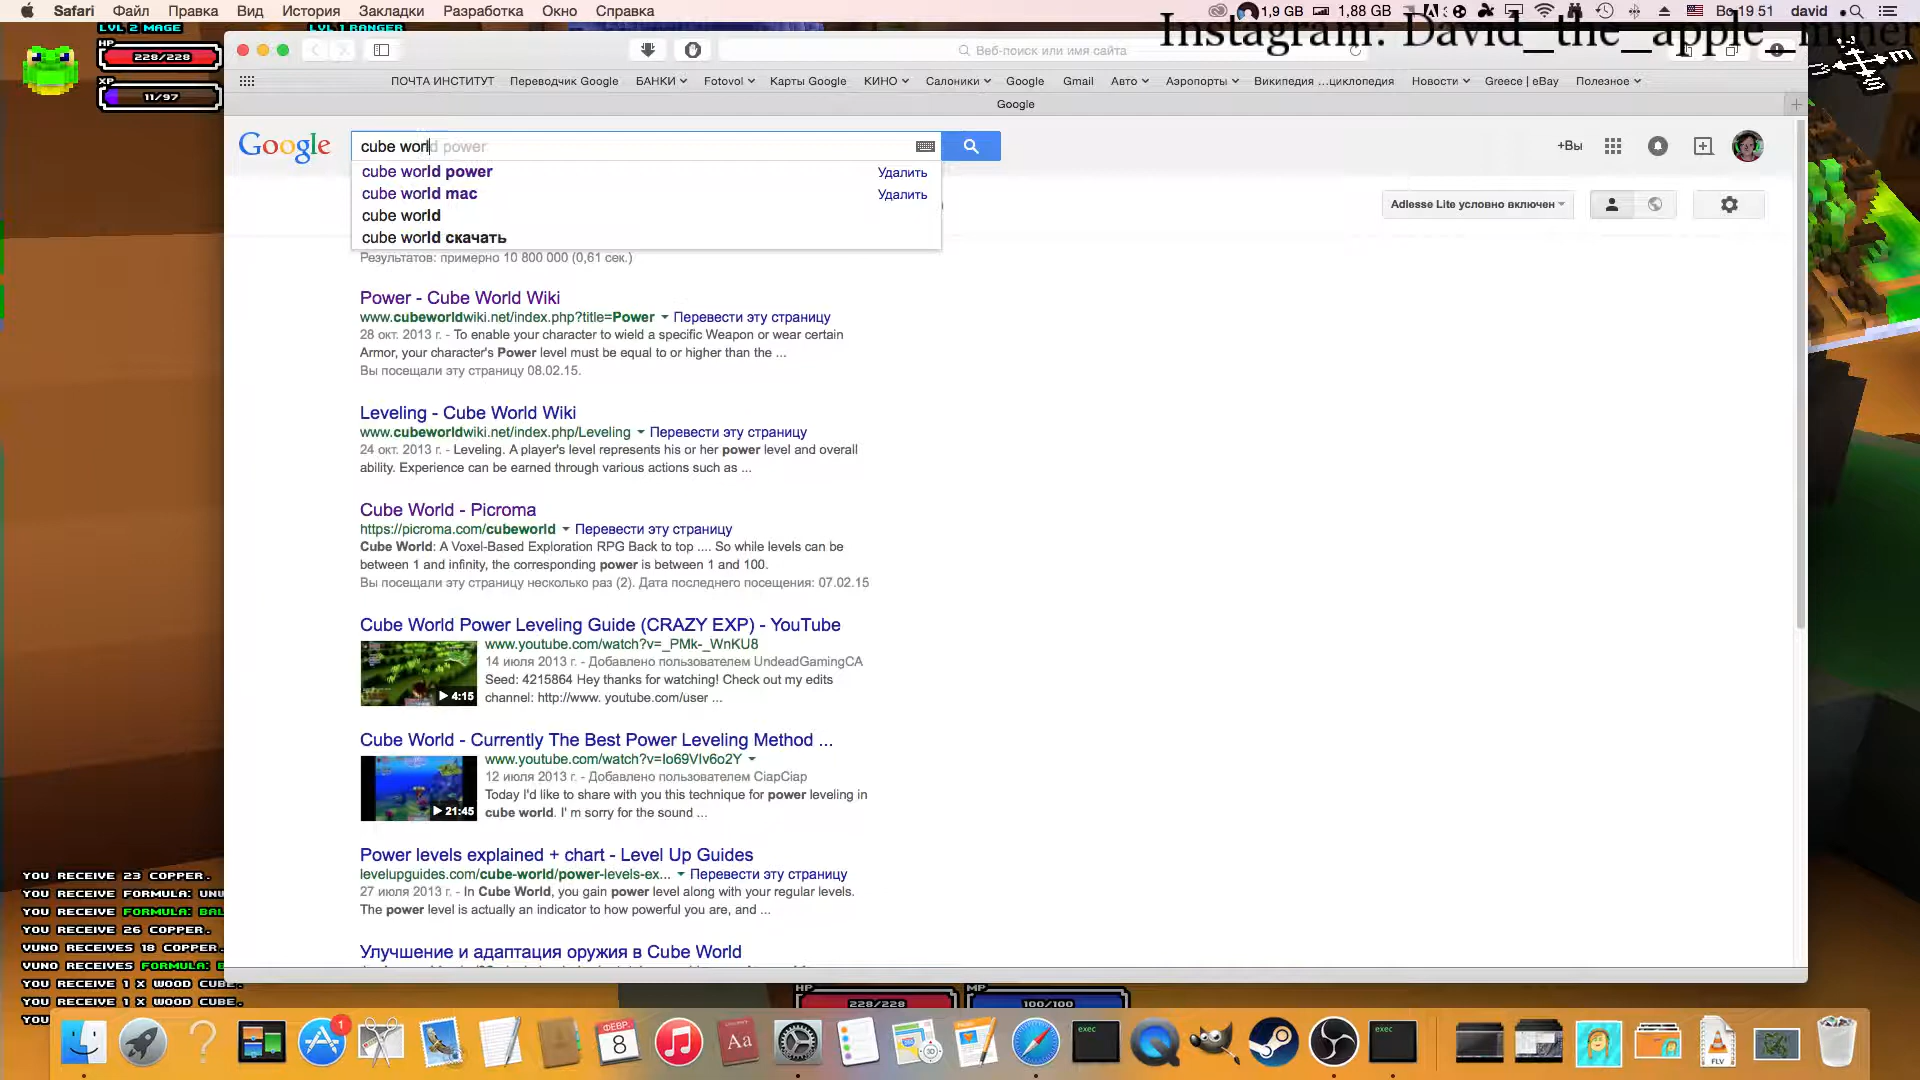 Safari Файл Правка Вид История Закладки Разработка Окно Справка 1,9 GB 1,88 GB Вс 19 51 david
Instagram: David_the_apple_miner
LVL 2 MAGE LVL 1 RANGER
HP
228/228
XP
11/97
Веб-поиск или имя сайта
ПОЧТА ИНСТИТУТ Переводчик Google БАНКИ Fotovol Карты Google КИНО Салоники Google Gmail Авто Аэропорты Википедия ...циклопедия Новости Greece | eBay Полезное
Google
Google cube world power +Вы
cube world power Удалить
cube world mac Удалить
cube world
cube world скачать
Adlesse Lite условно включен
Результатов: примерно 10 800 000 (0,61 сек.)
Power - Cube World Wiki
www.cubeworldwiki.net/index.php?title=Power Перевести эту страницу
28 окт. 2013 г. - To enable your character to wield a specific Weapon or wear certain
Armor, your character's Power level must be equal to or higher than the ...
Вы посещали эту страницу 08.02.15.
Leveling - Cube World Wiki
www.cubeworldwiki.net/index.php/Leveling Перевести эту страницу
24 окт. 2013 г. - Leveling. A player's level represents his or her power level and overall
ability. Experience can be earned through various actions such as ...
Cube World - Picroma
https://picroma.com/cubeworld Перевести эту страницу
Cube World: A Voxel-Based Exploration RPG Back to top .... So while levels can be
between 1 and infinity, the corresponding power is between 1 and 100.
Вы посещали эту страницу несколько раз (2). Дата последнего посещения: 07.02.15
Cube World Power Leveling Guide (CRAZY EXP) - YouTube
www.youtube.com/watch?v=_PMk-_WnKU8
14 июля 2013 г. - Добавлено пользователем UndeadGamingCA
Seed: 4215864 Hey thanks for watching! Check out my edits
channel: http://www. youtube.com/user ...
4:15
Cube World - Currently The Best Power Leveling Method ...
www.youtube.com/watch?v=Io69VIv6o2Y
12 июля 2013 г. - Добавлено пользователем CiapCiap
Today I'd like to share with you this technique for power leveling in
cube world. I' m sorry for the sound ...
21:45
Power levels explained + chart - Level Up Guides
levelupguides.com/cube-world/power-levels-ex... Перевести эту страницу
27 июля 2013 г. - In Cube World, you gain power level along with your regular levels.
The power level is actually an indicator to how powerful you are, and ...
Улучшение и адаптация оружия в Cube World
YOU RECEIVE 23 COPPER.
YOU RECEIVE FORMULA:
YOU RECEIVE FORMULA:
YOU RECEIVE 26 COPPER.
VUNO RECEIVES 18 COPPER.
VUNO RECEIVES FORMULA:
YOU RECEIVE 1 X WOOD CUBE.
YOU RECEIVE 1 X WOOD CUBE.
YOU
HP MP
228/228 100/100
1 ФЕВР. 8 Aa exec exec FLV